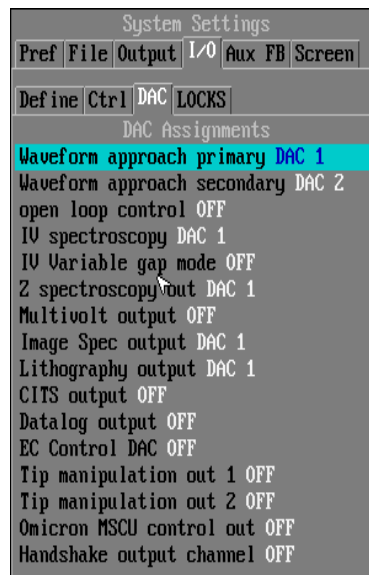 System Settings
Pref File Output I/O Aux FB Screen
Define Ctrl DAC LOCKS
DAC Assignments
Waveform approach primary DAC 1
Waveform approach secondary DAC 2
open loop control OFF
IV spectroscopy DAC 1
IV Variable gap mode OFF
Z spectroscopy out DAC 1
Multivolt output OFF
Image Spec output DAC 1
Lithography output DAC 1
CITS output OFF
Datalog output OFF
EC Control DAC OFF
Tip manipulation out 1 OFF
Tip manipulation out 2 OFF
Omicron MSCU control out OFF
Handshake output channel OFF